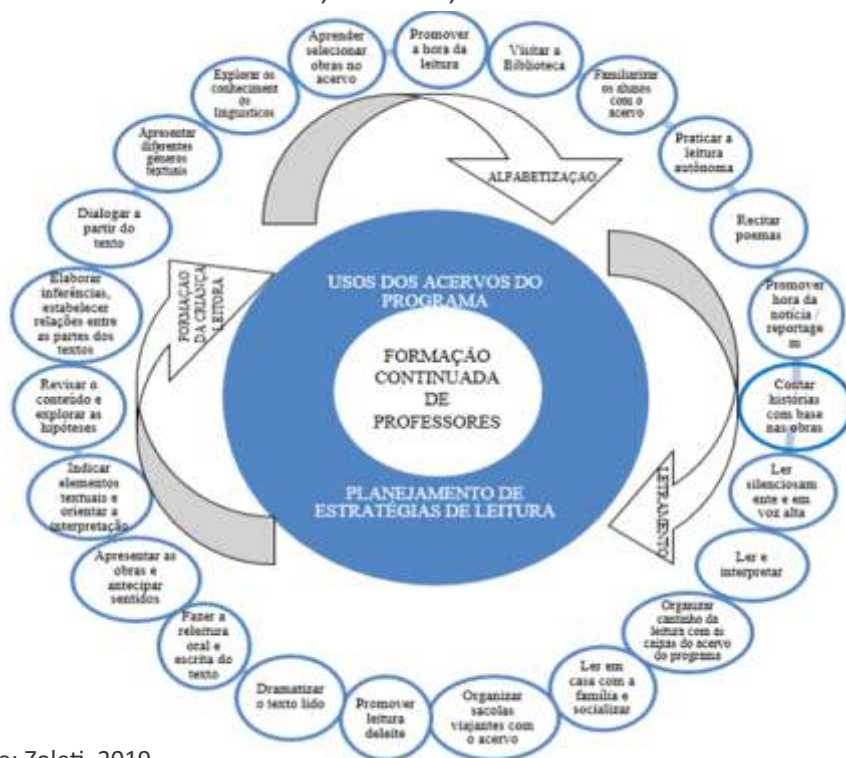 Promover
a hora da
leitura
Visitar a
Biblioteca
Familiarizar
os alunos
com o
acervo
Praticar a
leitura
autônoma
Recitar
poemas
Promover
hora da
notícia /
reportage
m
Contar
histórias
com base
nas obras
Ler
silenciosam
ente e em
voz alta
Ler e
interpretar
Organizar
cantinho da
leitura com as
caixas do acervo
do programa
Ler em
casa com a
família e
socializar
Organizar
sacolas
viajantes com
o acervo
Promover
leitura
deleite
Dramatizar
o texto lido
Fazer a
releitura
oral e
escrita do
texto
Apresentar as
obras e
antecipar
sentidos
Indicar
elementos
textuais e
orientar a
interpretação
Revisar o
conteúdo e
explorar as
hipóteses
Elaborar
inferências,
estabelecer
relações entre
as partes dos
textos
Dialogar a
partir do
texto
Apresentar
diferentes
gêneros
textuais
Explorar os
conheciment
os
linguísticos
Aprender
selecionar
obras no
acervo
ALFABETIZAÇÃO
LETRAMENTO
FORMAÇÃO
DA CRIANÇA
LEITORA
USOS DOS ACERVOS DO
PROGRAMA
FORMAÇÃO
CONTINUADA
DE
PROFESSORES
PLANEJAMENTO DE
ESTRATÉGIAS DE LEITURA
Zoleti, 2019